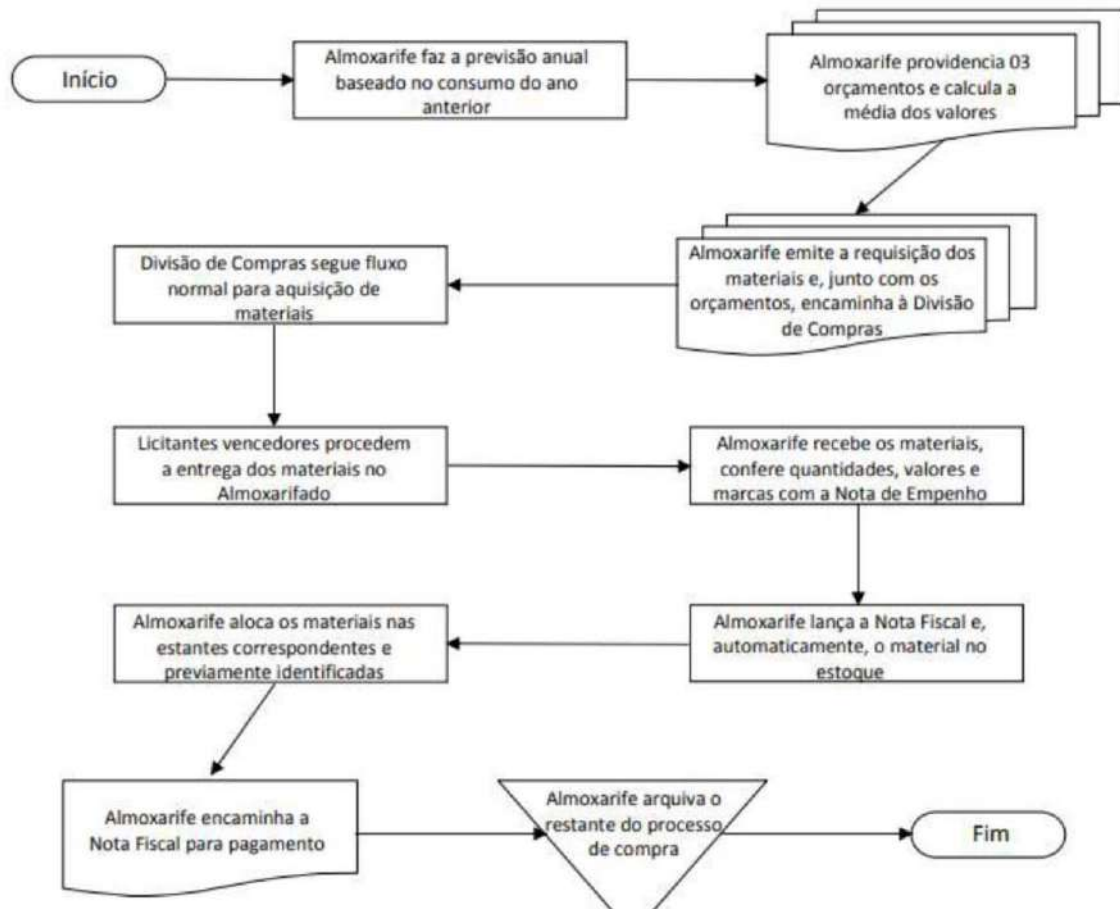 Início
Almoxarife faz a previsão anual
baseado no consumo do ano
anterior
Almoxarife providencia 03
orçamentos e calcula a
média dos valores
Almoxarife emite a requisição dos
materiais e, junto com os
orçamentos, encaminha à Divisão
de Compras
Divisão de Compras segue fluxo
normal para aquisição de
materiais
Licitantes vencedores procedem
a entrega dos materiais no
Almoxarifado
Almoxarife recebe os materiais,
confere quantidades, valores e
marcas com a Nota de Empenho
Almoxarife lança a Nota Fiscal e,
automaticamente, o material no
estoque
Almoxarife aloca os materiais nas
estantes correspondentes e
previamente identificadas
Almoxarife encaminha a
Nota Fiscal para pagamento
Almoxarife arquiva o
restante do processo
de compra
Fim